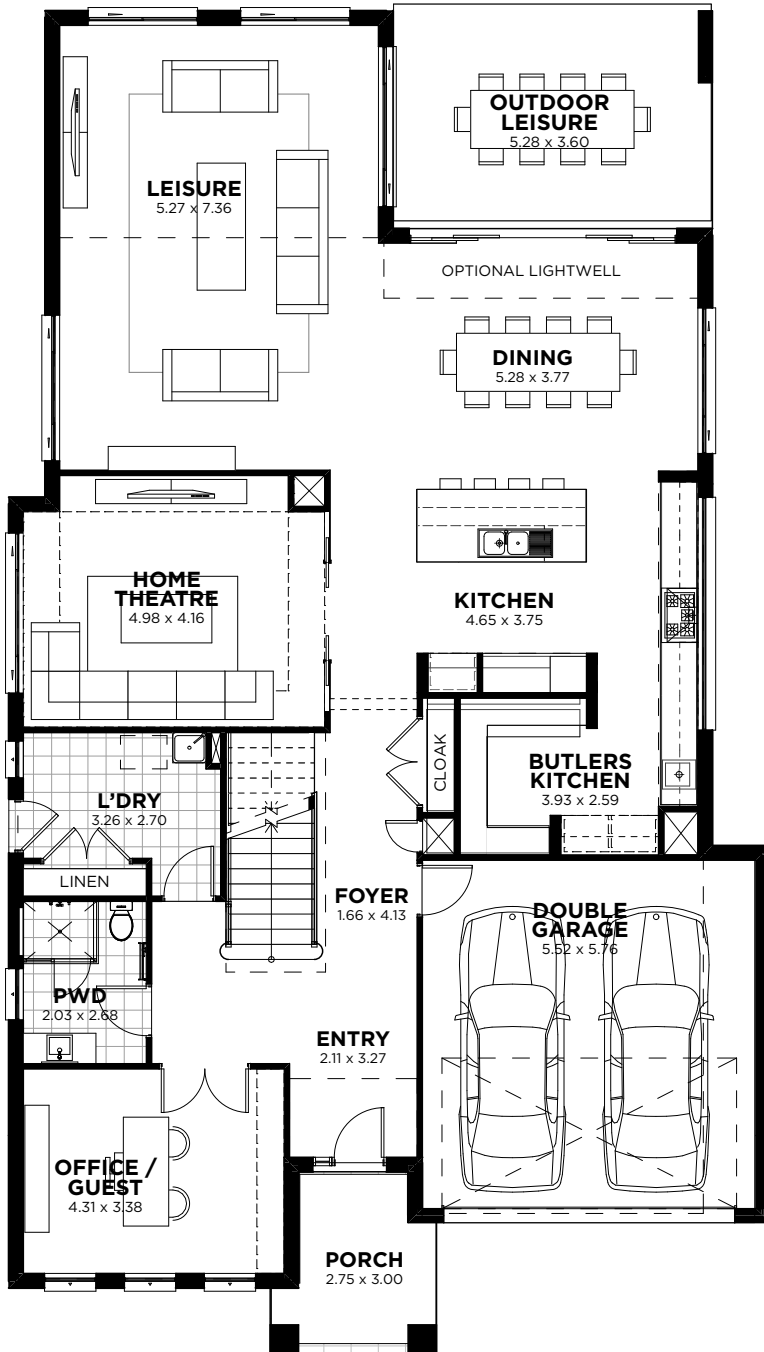 OUTDOOR
LEISURE
5.28 x 3.60
LEISURE
5.27 x 7.36
OPTIONAL LIGHTWELL
DINING
5.28 x 3.77
HOME
THEATRE
4.98 x 4.16
KITCHEN
4.65 x 3.75
CLOAK
BUTLERS
KITCHEN
3.93 x 2.59
L'DRY
3.26 x 2.70
LINEN
FOYER
1.66 x 4.13
DOUBLE
GARAGE
5.52 x 5.76
PWD
2.03 x 2.68
ENTRY
2.11 x 3.27
OFFICE /
GUEST
4.31 x 3.38
PORCH
2.75 x 3.00